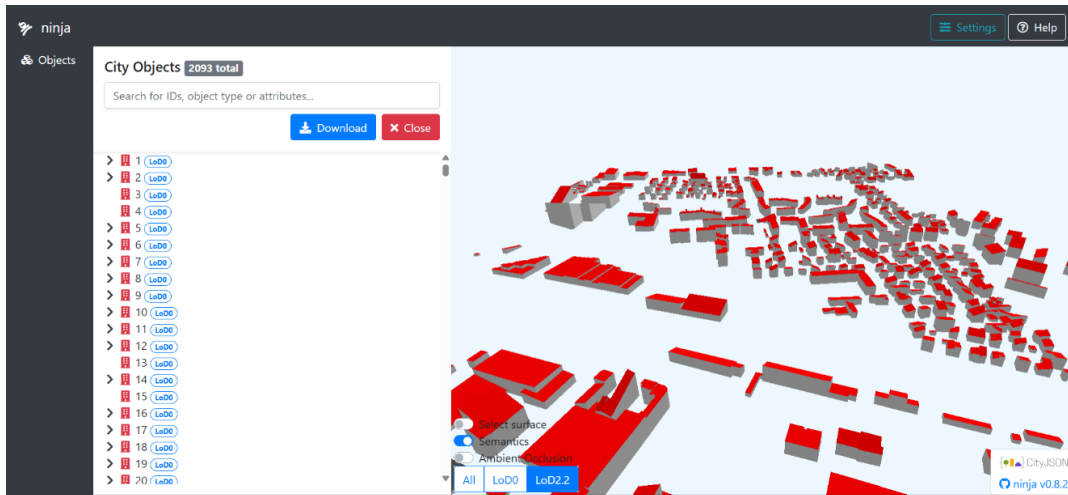 ninja
Settings
Help
Objects
City Objects 2093 total
Search for IDs, object type or attributes...
Download
Close
1 LoD0
2 LoD0
3 LoD0
4 LoD0
5 LoD0
6 LoD0
7 LoD0
8 LoD0
9 LoD0
10 LoD0
11 LoD0
12 LoD0
13 LoD0
14 LoD0
15 LoD0
16 LoD0
17 LoD0
18 LoD0
19 LoD0
20 LoD0
Select surface
Semantics
Ambient Occlusion
All LoD0 LoD2.2
CityJSON
ninja v0.8.2